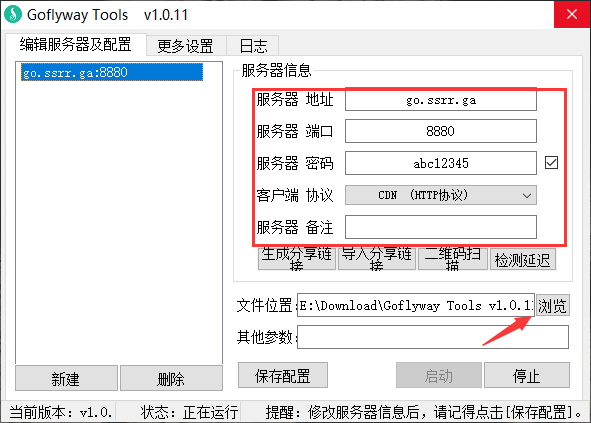 Goflyway Tools v1.0.11
编辑服务器及配置 更多设置 日志
go.ssrr.ga:8880
服务器信息
服务器 地址 go.ssrr.ga
服务器 端口 8880
服务器 密码 abc12345
客户端 协议 CDN (HTTP协议)
服务器 备注
生成分享链接 导入分享链接 二维码扫描 检测延迟
文件位置: E:\Download\Goflyway Tools v1.0.1 浏览
其他参数:
新建 删除 保存配置 启动 停止
当前版本: v1.0. 状态: 正在运行 提醒: 修改服务器信息后, 请记得点击[保存配置]。